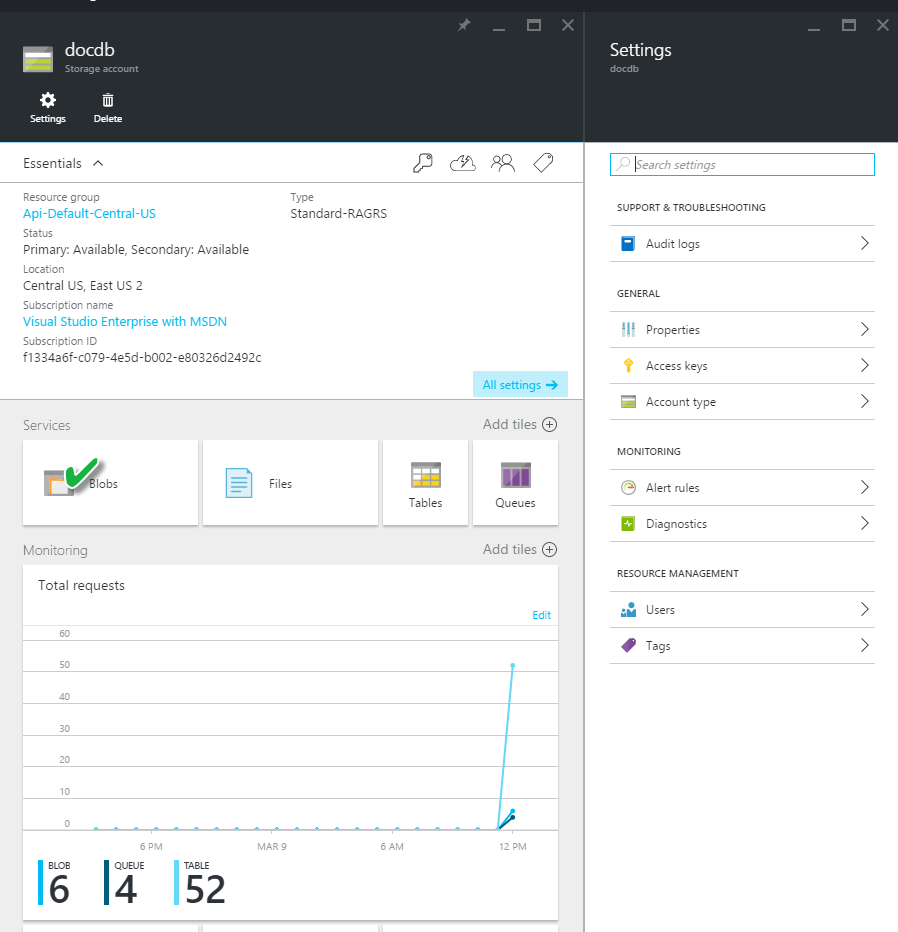 docdb
Storage account
Settings
Delete
Essentials
Resource group
Api-Default-Central-US
Type
Standard-RAGRS
Status
Primary: Available, Secondary: Available
Location
Central US, East US 2
Subscription name
Visual Studio Enterprise with MSDN
Subscription ID
f1334a6f-c079-4e5d-b002-e80326d2492c
All settings
Services
Add tiles
Blobs
Files
Tables
Queues
Monitoring
Add tiles
Total requests
Edit
60
50
40
30
20
10
0
6 PM
MAR 9
6 AM
12 PM
BLOB
6
QUEUE
4
TABLE
52
Settings
docdb
Search settings
SUPPORT & TROUBLESHOOTING
Audit logs
GENERAL
Properties
Access keys
Account type
MONITORING
Alert rules
Diagnostics
RESOURCE MANAGEMENT
Users
Tags